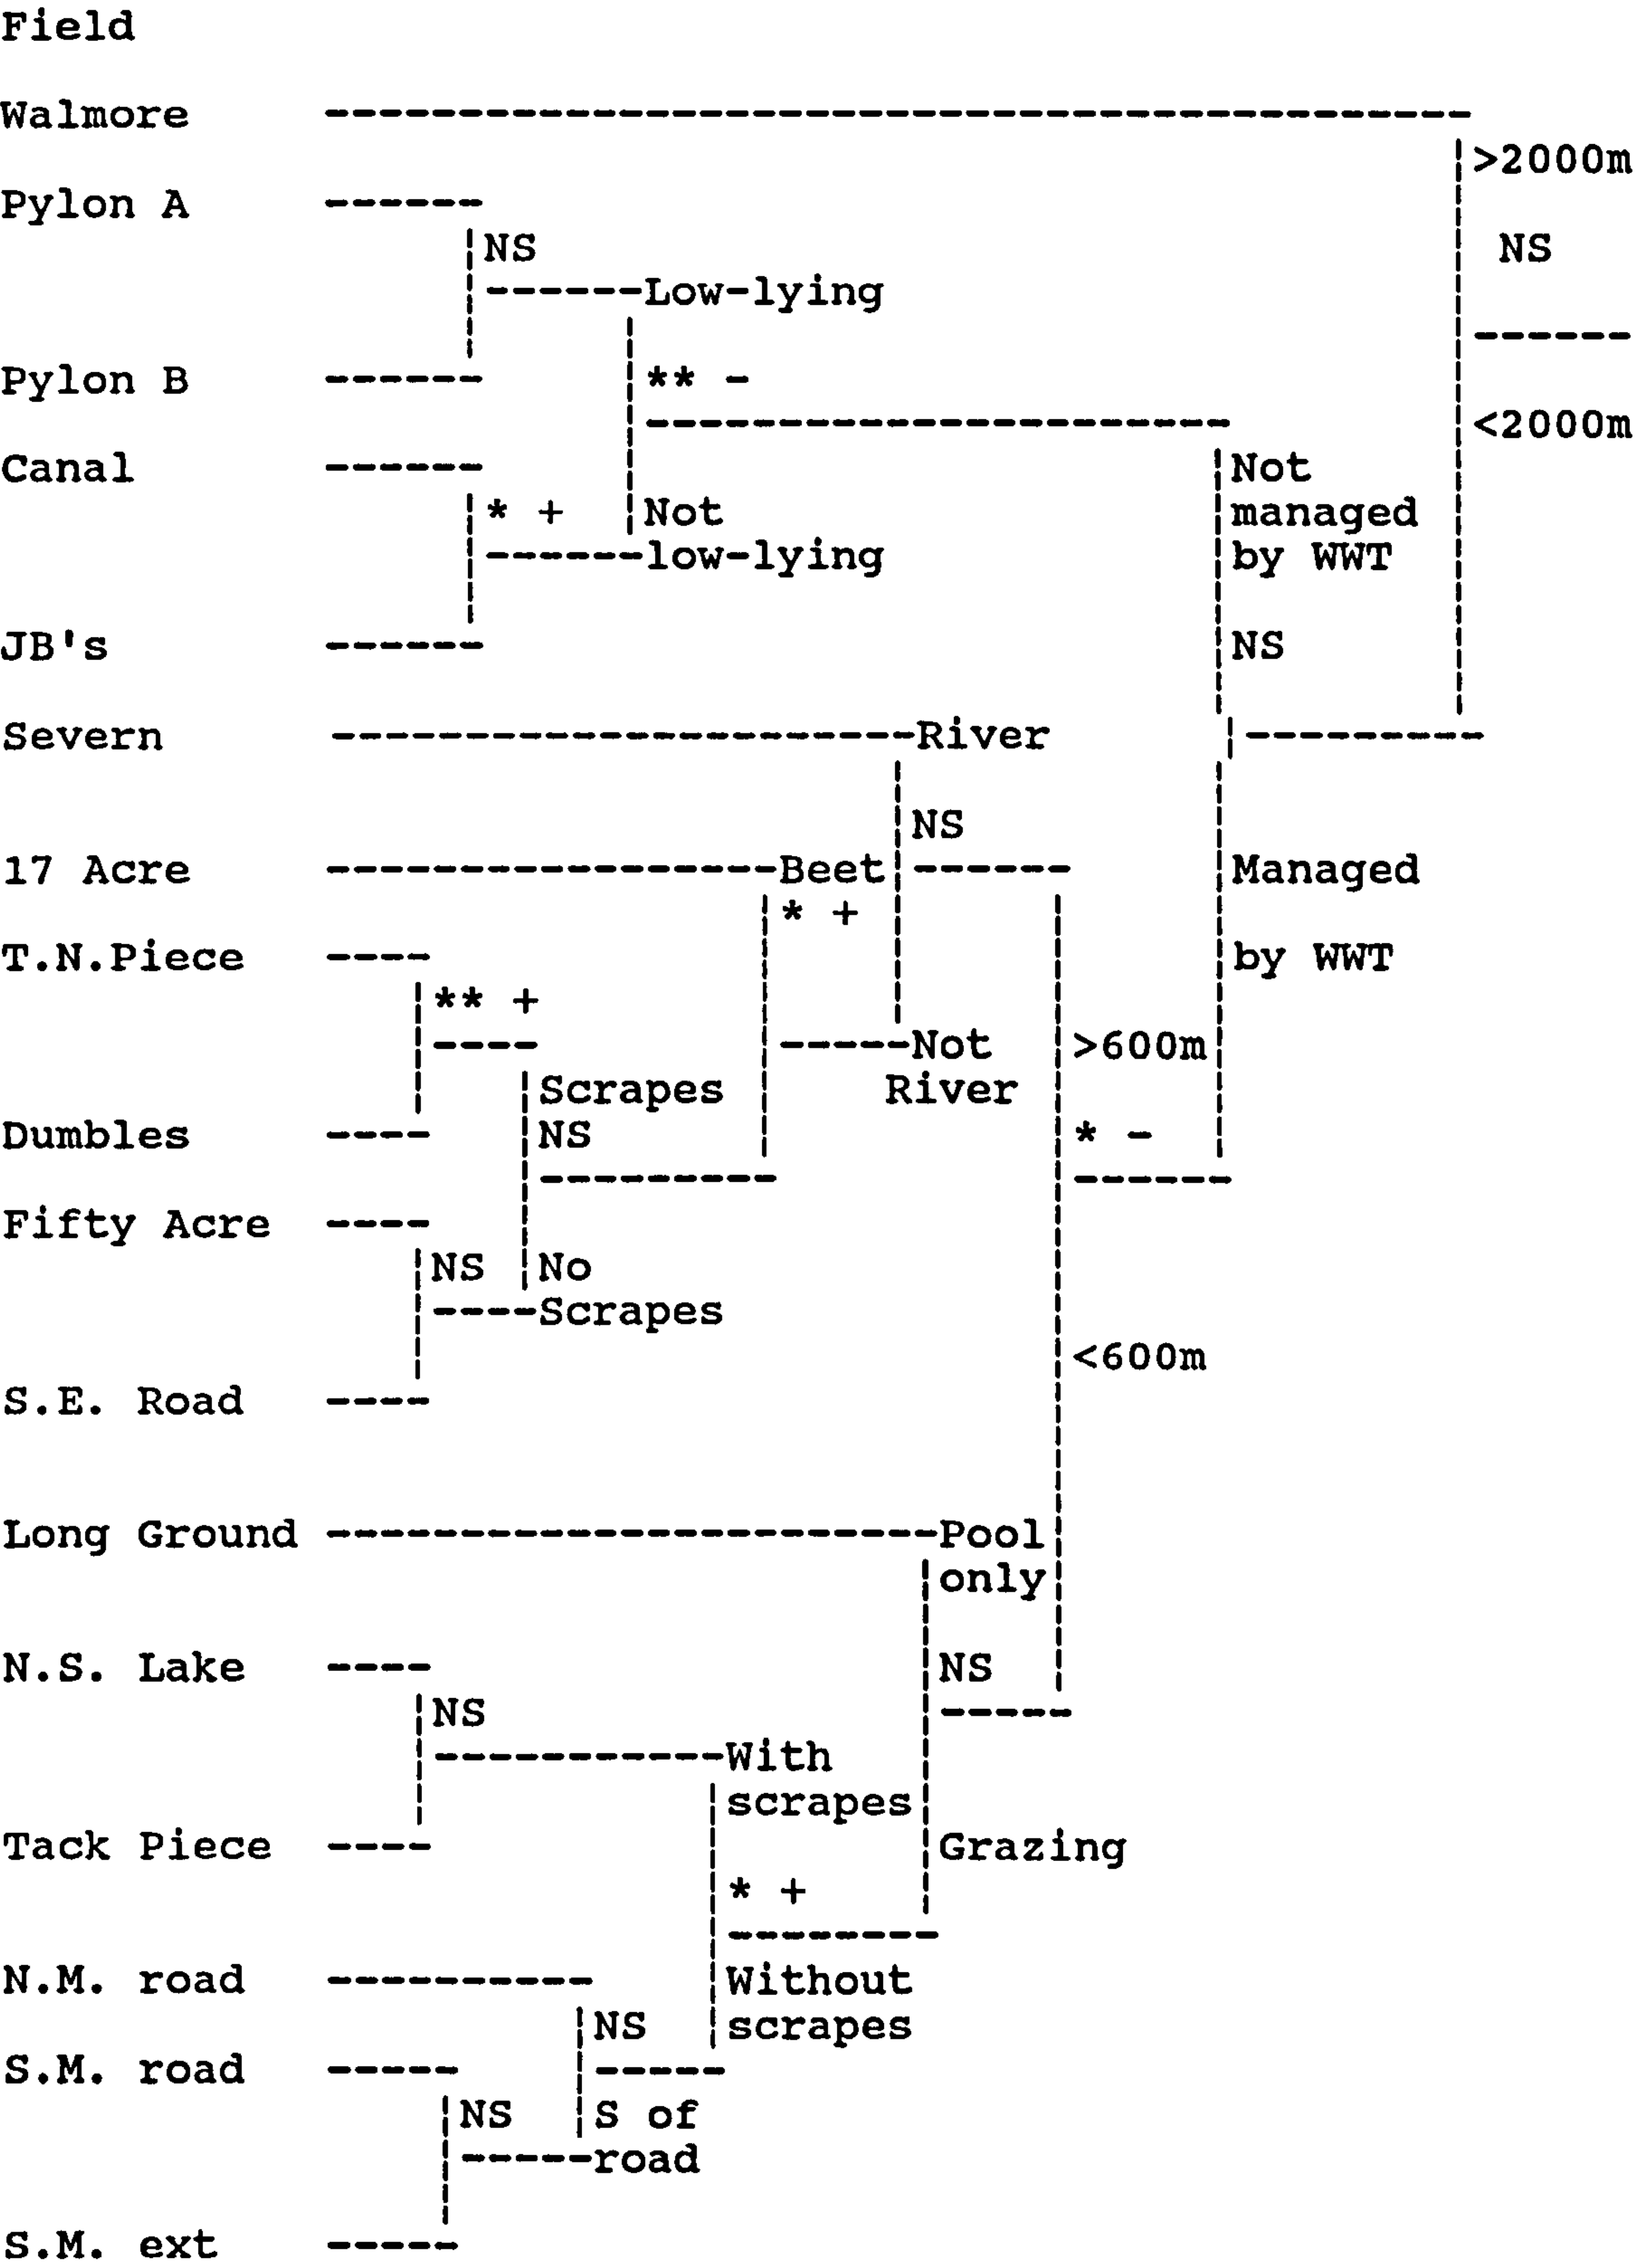 Field
Walmore
>2000m
Pylon A
NS NS
Low-lying
Pylon B ** -
<2000m
Canal Not
* + Not managed
low-lying by WWT
JB's NS
Severn River
NS
17 Acre Beet Managed
* +
T.N.Piece by WWT
** +
Not >600m
Scrapes River
Dumbles NS * -
Fifty Acre
NS No
Scrapes
<600m
S.E. Road
Long Ground Pool
only
N.S. Lake NS
NS
With
scrapes
Tack Piece Grazing
* +
N.M. road Without
NS scrapes
S.M. road
NS S of
road
S.M. ext